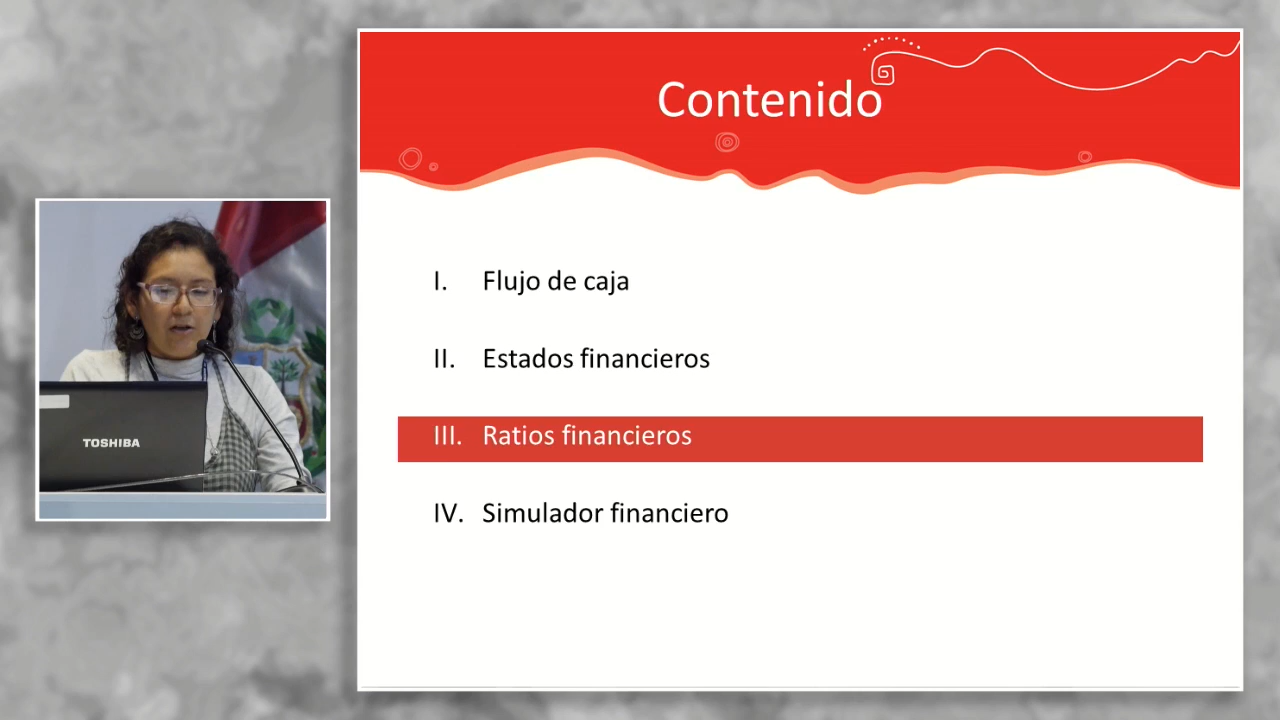 Contenido
I. Flujo de caja
II. Estados financieros
III. Ratios financieros
IV. Simulador financiero
TOSHIBA